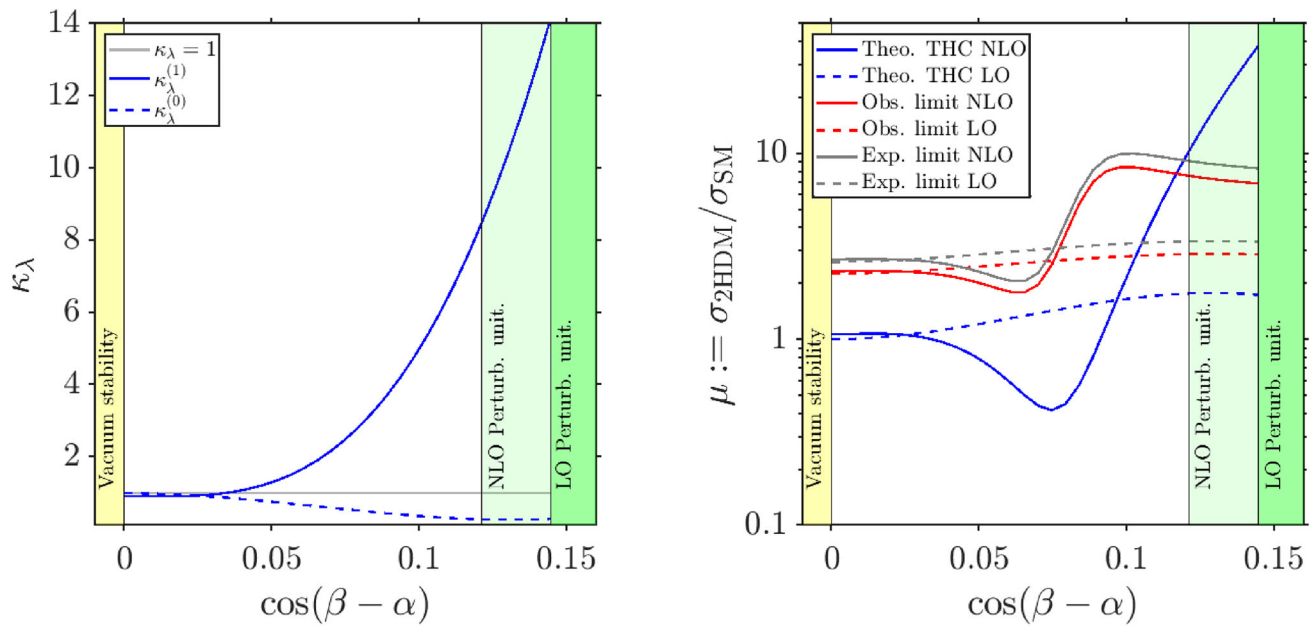 14
12
10
8
6
4
2
κ_λ
κ_λ = 1
κ_λ^(1)
κ_λ^(0)
Vacuum stability
NLO Perturb. unit.
LO Perturb. unit.
0
0.05
0.1
0.15
cos(β − α)
10
1
0.1
μ := σ_2HDM/σ_SM
Theo. THC NLO
Theo. THC LO
Obs. limit NLO
Obs. limit LO
Exp. limit NLO
Exp. limit LO
Vacuum stability
NLO Perturb. unit.
LO Perturb. unit.
0
0.05
0.1
0.15
cos(β − α)